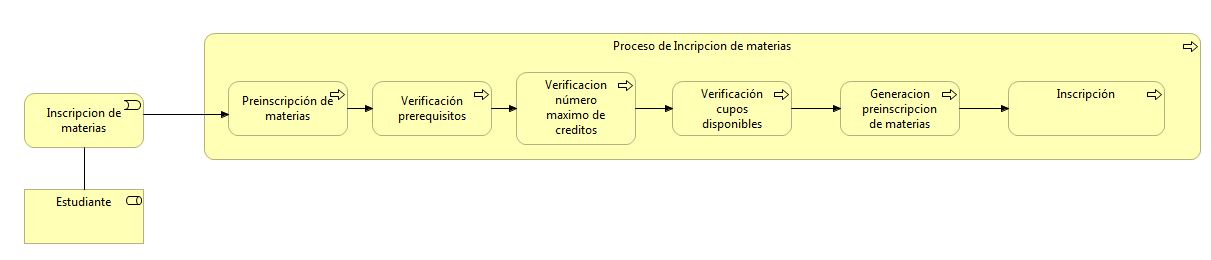 Proceso de Incripcion de materias
Inscripcion de
materias
Estudiante
Preinscripción de
materias
Verificación
prerequisitos
Verificacion
número
maximo de
creditos
Verificación
cupos
disponibles
Generacion
preinscripcion
de materias
Inscripción